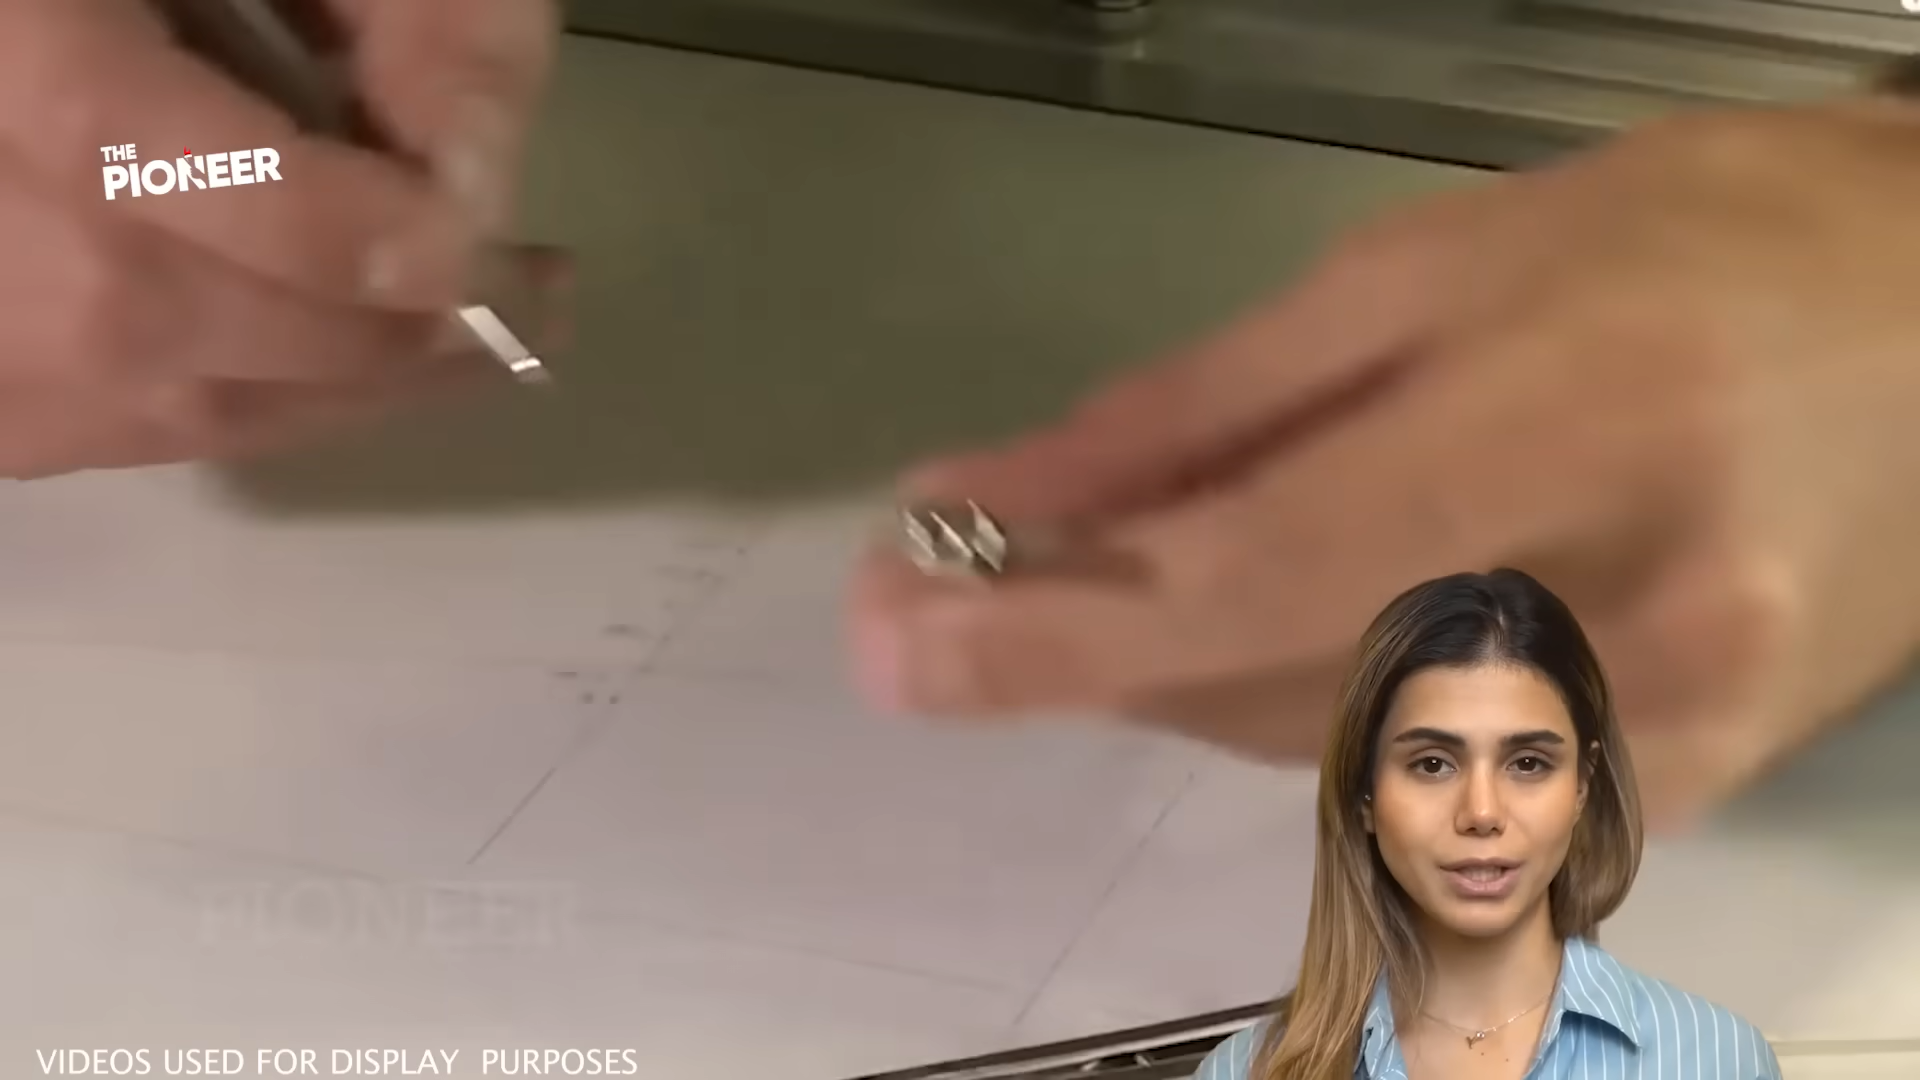 THE
PIONEER
PIONEER
VIDEOS USED FOR DISPLAY PURPOSES